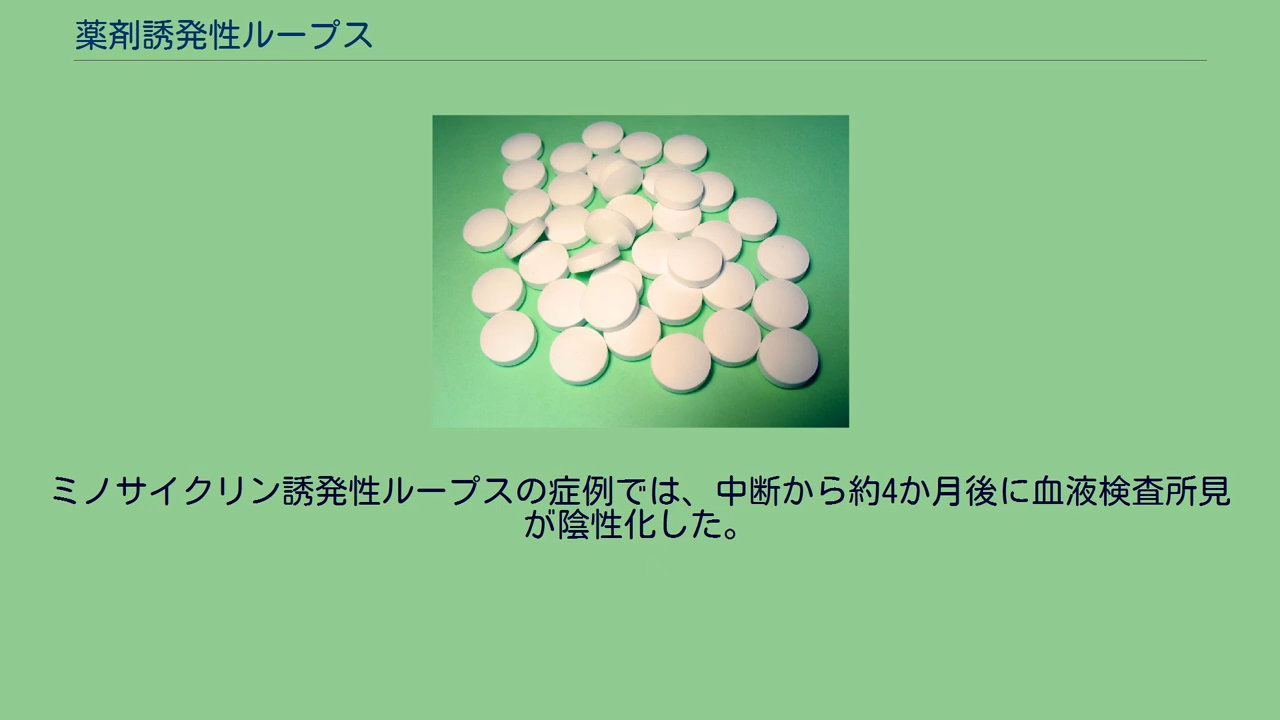 薬剤誘発性ループス
ミノサイクリン誘発性ループスの症例では、中断から約4か月後に血液検査所見
が陰性化した。